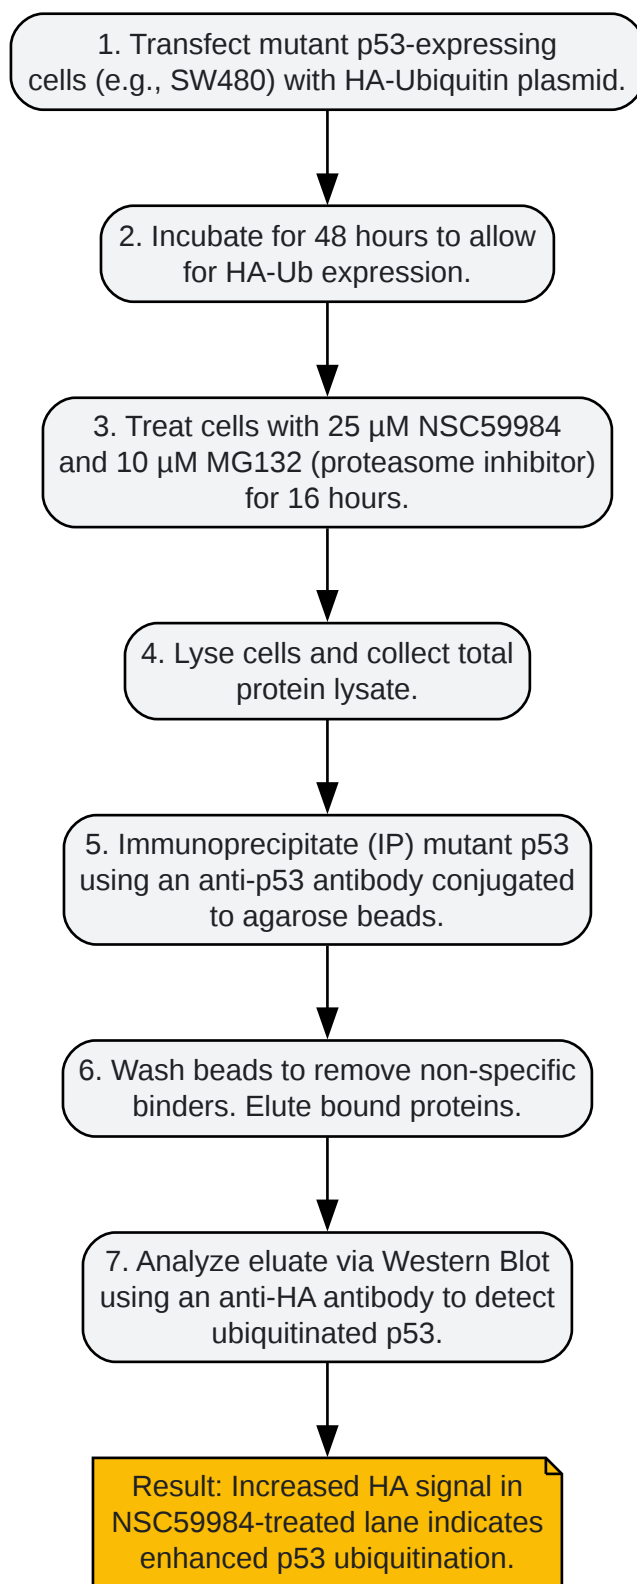 1. Transfect mutant p53-expressing
cells (e.g., SW480) with HA-Ubiquitin plasmid.
2. Incubate for 48 hours to allow
for HA-Ub expression.
3. Treat cells with 25 µM NSC59984
and 10 µM MG132 (proteasome inhibitor)
for 16 hours.
4. Lyse cells and collect total
protein lysate.
5. Immunoprecipitate (IP) mutant p53
using an anti-p53 antibody conjugated
to agarose beads.
6. Wash beads to remove non-specific
binders. Elute bound proteins.
7. Analyze eluate via Western Blot
using an anti-HA antibody to detect
ubiquitinated p53.
Result: Increased HA signal in
NSC59984-treated lane indicates
enhanced p53 ubiquitination.